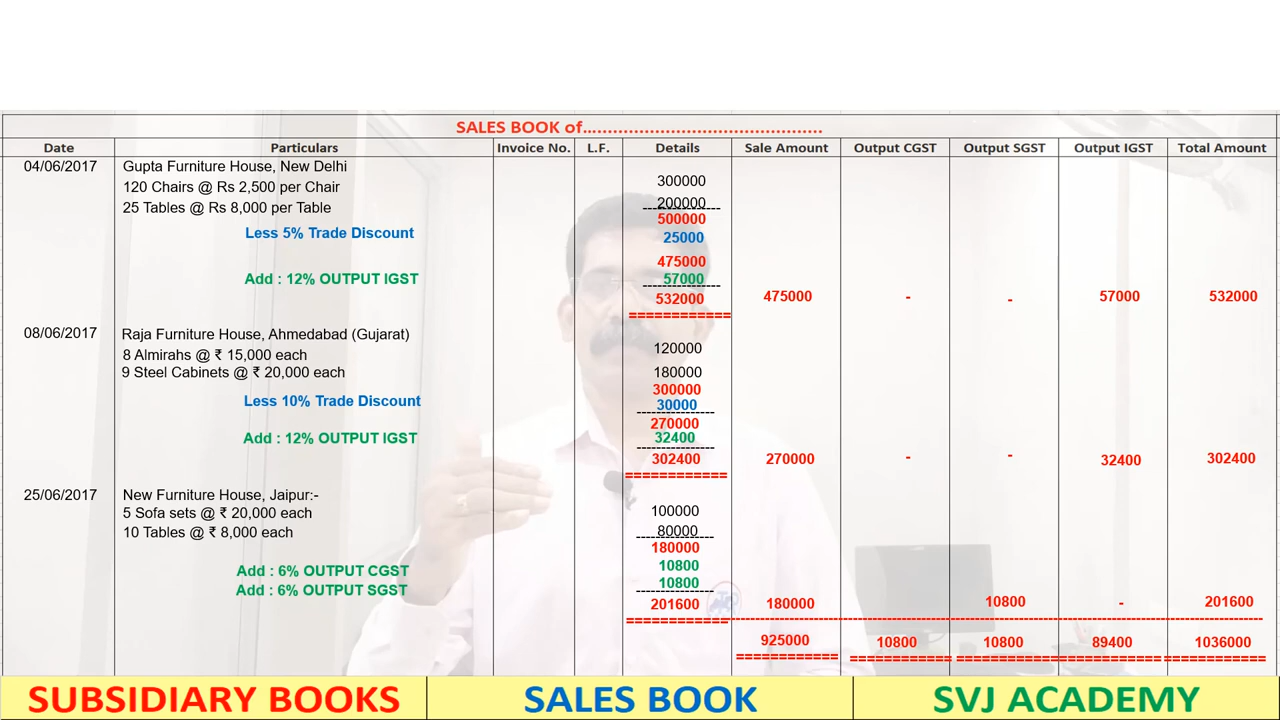 SALES BOOK of................................................
Date Particulars Invoice No. L.F. Details Sale Amount Output CGST Output SGST Output IGST Total Amount
04/06/2017 Gupta Furniture House, New Delhi
120 Chairs @ Rs 2,500 per Chair 300000
25 Tables @ Rs 8,000 per Table 200000
500000
Less 5% Trade Discount 25000
475000
Add : 12% OUTPUT IGST 57000
532000 475000 - - 57000 532000
08/06/2017 Raja Furniture House, Ahmedabad (Gujarat)
8 Almirahs @ ₹ 15,000 each 120000
9 Steel Cabinets @ ₹ 20,000 each 180000
300000
Less 10% Trade Discount 30000
270000
Add : 12% OUTPUT IGST 32400
302400 270000 - - 32400 302400
25/06/2017 New Furniture House, Jaipur:-
5 Sofa sets @ ₹ 20,000 each 100000
10 Tables @ ₹ 8,000 each 80000
180000
Add : 6% OUTPUT CGST 10800
Add : 6% OUTPUT SGST 10800
201600 180000 10800 - 201600
925000 10800 10800 89400 1036000
SUBSIDIARY BOOKS SALES BOOK SVJ ACADEMY